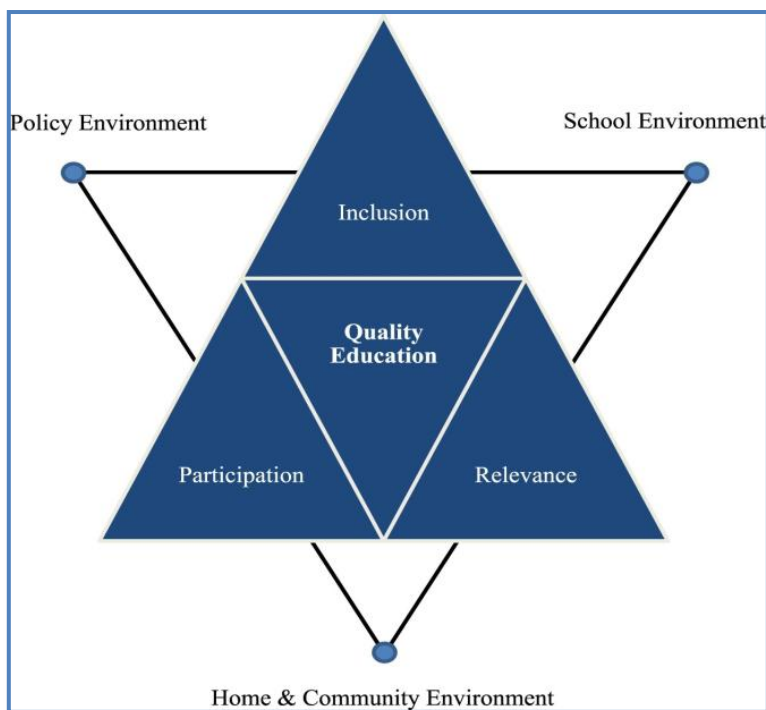 Policy Environment
School Environment
Inclusion
Quality
Education
Participation
Relevance
Home & Community Environment